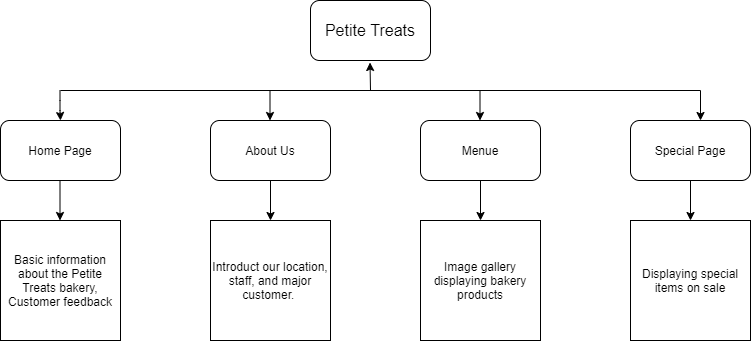 Petite Treats
Home Page
About Us
Menue
Special Page
Basic information
about the Petite
Treats bakery,
Customer feedback
Introduct our location,
staff, and major
customer.
Image gallery
displaying bakery
products
Displaying special
items on sale